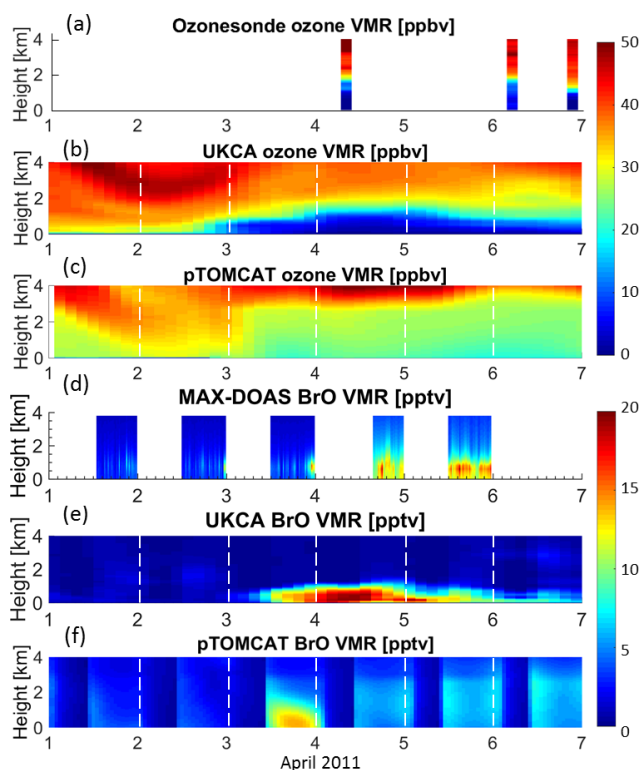 (a) Ozonesonde ozone VMR [ppbv]
Height [km]
4
2
0
1 2 3 4 5 6 7
(b) UKCA ozone VMR [ppbv]
Height [km]
4
2
0
1 2 3 4 5 6 7
(c) pTOMCAT ozone VMR [ppbv]
Height [km]
4
2
0
1 2 3 4 5 6 7
50
40
30
20
10
0
(d) MAX-DOAS BrO VMR [pptv]
Height [km]
4
2
0
1 2 3 4 5 6 7
(e) UKCA BrO VMR [pptv]
Height [km]
4
2
0
1 2 3 4 5 6 7
(f) pTOMCAT BrO VMR [pptv]
Height [km]
4
2
0
1 2 3 4 5 6 7
April 2011
20
15
10
5
0